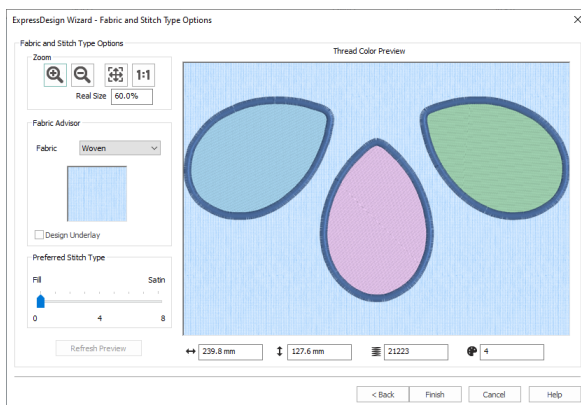 ExpressDesign Wizard - Fabric and Stitch Type Options
Fabric and Stitch Type Options
Zoom
1:1
Real Size 60.0%
Thread Color Preview
Fabric Advisor
Fabric Woven
Design Underlay
Preferred Stitch Type
Fill Satin
0 4 8
Refresh Preview
239.8 mm 127.6 mm 21223 4
< Back Finish Cancel Help